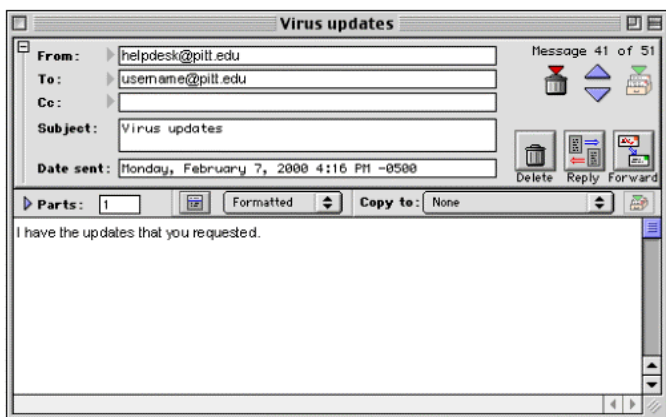 Virus updates
From: helpdesk@pitt.edu
Message 41 of 51
To: username@pitt.edu
Cc:
Subject: Virus updates
Date sent: Monday, February 7, 2000 4:16 PM -0500
Delete Reply Forward
Parts: 1 Formatted Copy to: None
I have the updates that you requested.